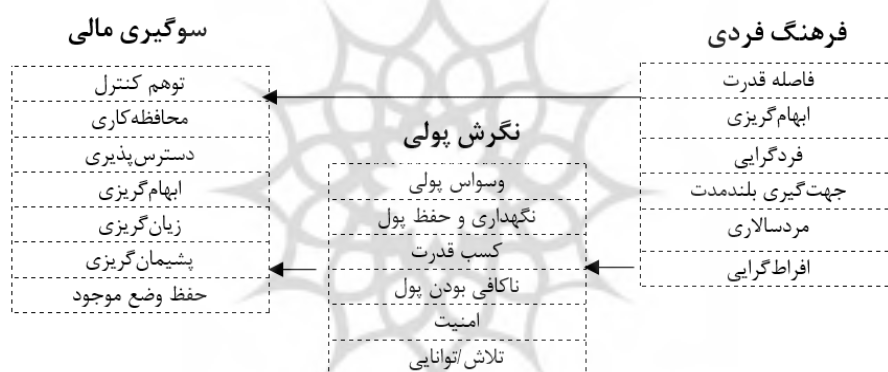 فرهنگ فردی
فاصله قدرت
ابهام‌گریزی
فردگرایی
جهت‌گیری بلندمدت
مردسالاری
افراط‌گرایی
نگرش پولی
وسواس پولی
نگهداری و حفظ پول
کسب قدرت
ناکافی بودن پول
امنیت
تلاش/توانایی
سوگیری مالی
توهم کنترل
محافظه‌کاری
دسترس‌پذیری
ابهام‌گریزی
زیان‌گریزی
پشیمان‌گریزی
حفظ وضع موجود